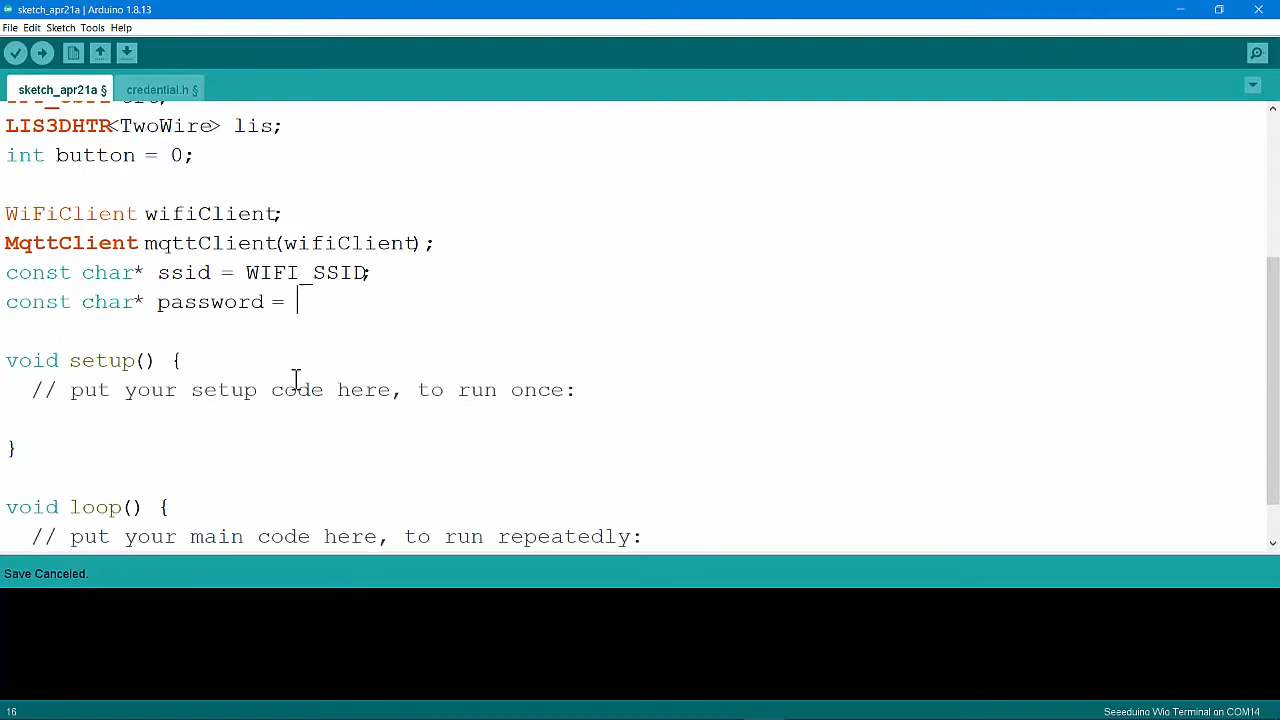 sketch_apr21a | Arduino 1.8.13
File Edit Sketch Tools Help
sketch_apr21a § credential.h §
LIS3DHTR<TwoWire> lis;
int button = 0;
WiFiClient wifiClient;
MqttClient mqttClient(wifiClient);
const char* ssid = WIFI_SSID;
const char* password =
void setup() {
// put your setup code here, to run once:
}
void loop() {
// put your main code here, to run repeatedly:
Save Canceled.
16 Seeeduino Wio Terminal on COM14